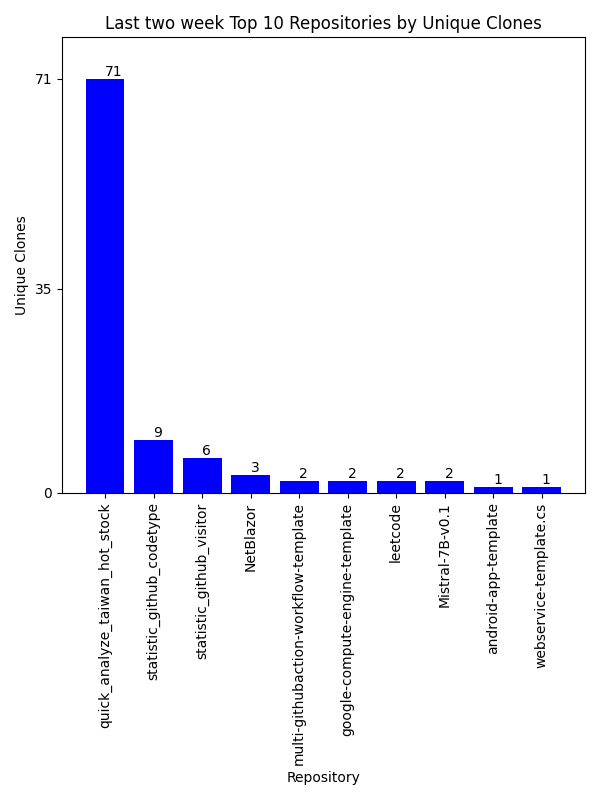 Last two week Top 10 Repositories by Unique Clones
Unique Clones
71
35
0
71
9
6
3
2
2
2
2
1
1
quick_analyze_taiwan_hot_stock
statistic_github_codetype
statistic_github_visitor
NetBlazor
multi-githubaction-workflow-template
google-compute-engine-template
leetcode
Mistral-7B-v0.1
android-app-template
webservice-template.cs
Repository